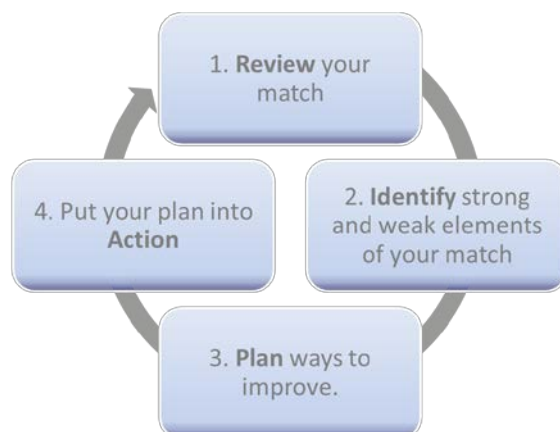 1. Review your
match
2. Identify strong
and weak elements
of your match
3. Plan ways to
improve.
4. Put your plan into
Action